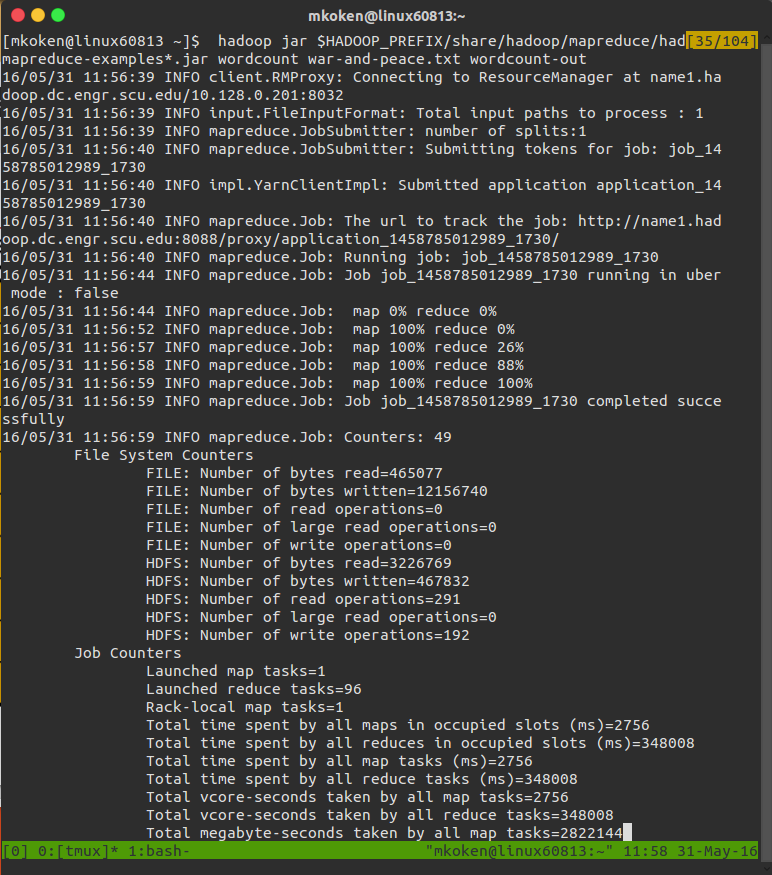 mkoken@linux60813:~
[mkoken@linux60813 ~]$  hadoop jar $HADOOP_PREFIX/share/hadoop/mapreduce/had[35/104]
mapreduce-examples*.jar wordcount war-and-peace.txt wordcount-out
16/05/31 11:56:39 INFO client.RMProxy: Connecting to ResourceManager at name1.ha
doop.dc.engr.scu.edu/10.128.0.201:8032
16/05/31 11:56:39 INFO input.FileInputFormat: Total input paths to process : 1
16/05/31 11:56:39 INFO mapreduce.JobSubmitter: number of splits:1
16/05/31 11:56:40 INFO mapreduce.JobSubmitter: Submitting tokens for job: job_14
58785012989_1730
16/05/31 11:56:40 INFO impl.YarnClientImpl: Submitted application application_14
58785012989_1730
16/05/31 11:56:40 INFO mapreduce.Job: The url to track the job: http://name1.had
oop.dc.engr.scu.edu:8088/proxy/application_1458785012989_1730/
16/05/31 11:56:40 INFO mapreduce.Job: Running job: job_1458785012989_1730
16/05/31 11:56:44 INFO mapreduce.Job: Job job_1458785012989_1730 running in uber
 mode : false
16/05/31 11:56:44 INFO mapreduce.Job:  map 0% reduce 0%
16/05/31 11:56:52 INFO mapreduce.Job:  map 100% reduce 0%
16/05/31 11:56:57 INFO mapreduce.Job:  map 100% reduce 26%
16/05/31 11:56:58 INFO mapreduce.Job:  map 100% reduce 88%
16/05/31 11:56:59 INFO mapreduce.Job:  map 100% reduce 100%
16/05/31 11:56:59 INFO mapreduce.Job: Job job_1458785012989_1730 completed succe
ssfully
16/05/31 11:56:59 INFO mapreduce.Job: Counters: 49
File System Counters
FILE: Number of bytes read=465077
FILE: Number of bytes written=12156740
FILE: Number of read operations=0
FILE: Number of large read operations=0
FILE: Number of write operations=0
HDFS: Number of bytes read=3226769
HDFS: Number of bytes written=467832
HDFS: Number of read operations=291
HDFS: Number of large read operations=0
HDFS: Number of write operations=192
Job Counters
Launched map tasks=1
Launched reduce tasks=96
Rack-local map tasks=1
Total time spent by all maps in occupied slots (ms)=2756
Total time spent by all reduces in occupied slots (ms)=348008
Total time spent by all map tasks (ms)=2756
Total time spent by all reduce tasks (ms)=348008
Total vcore-seconds taken by all map tasks=2756
Total vcore-seconds taken by all reduce tasks=348008
Total megabyte-seconds taken by all map tasks=2822144
[0] 0:[tmux]* 1:bash- "mkoken@linux60813:~" 11:58 31-May-16